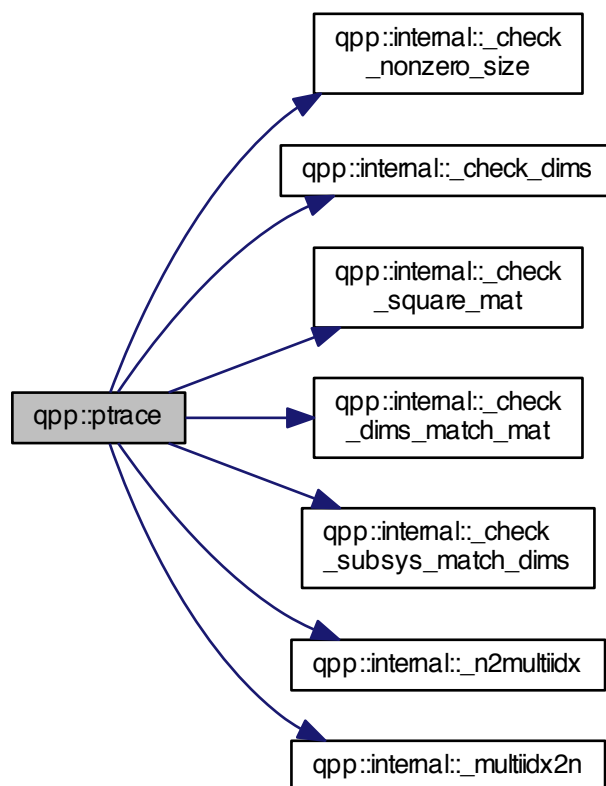 qpp::internal::_check
_nonzero_size
qpp::internal::_check_dims
qpp::internal::_check
_square_mat
qpp::ptrace
qpp::internal::_check
_dims_match_mat
qpp::internal::_check
_subsys_match_dims
qpp::internal::_n2multiidx
qpp::internal::_multiidx2n